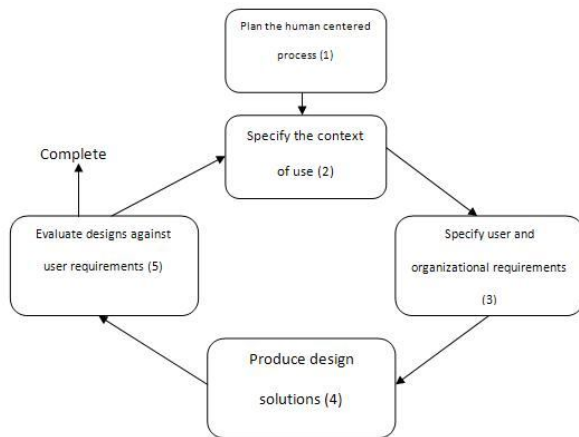 Plan the human centered
process (1)
Specify the context
of use (2)
Complete
Evaluate designs against
user requirements (5)
Specify user and
organizational requirements
(3)
Produce design
solutions (4)